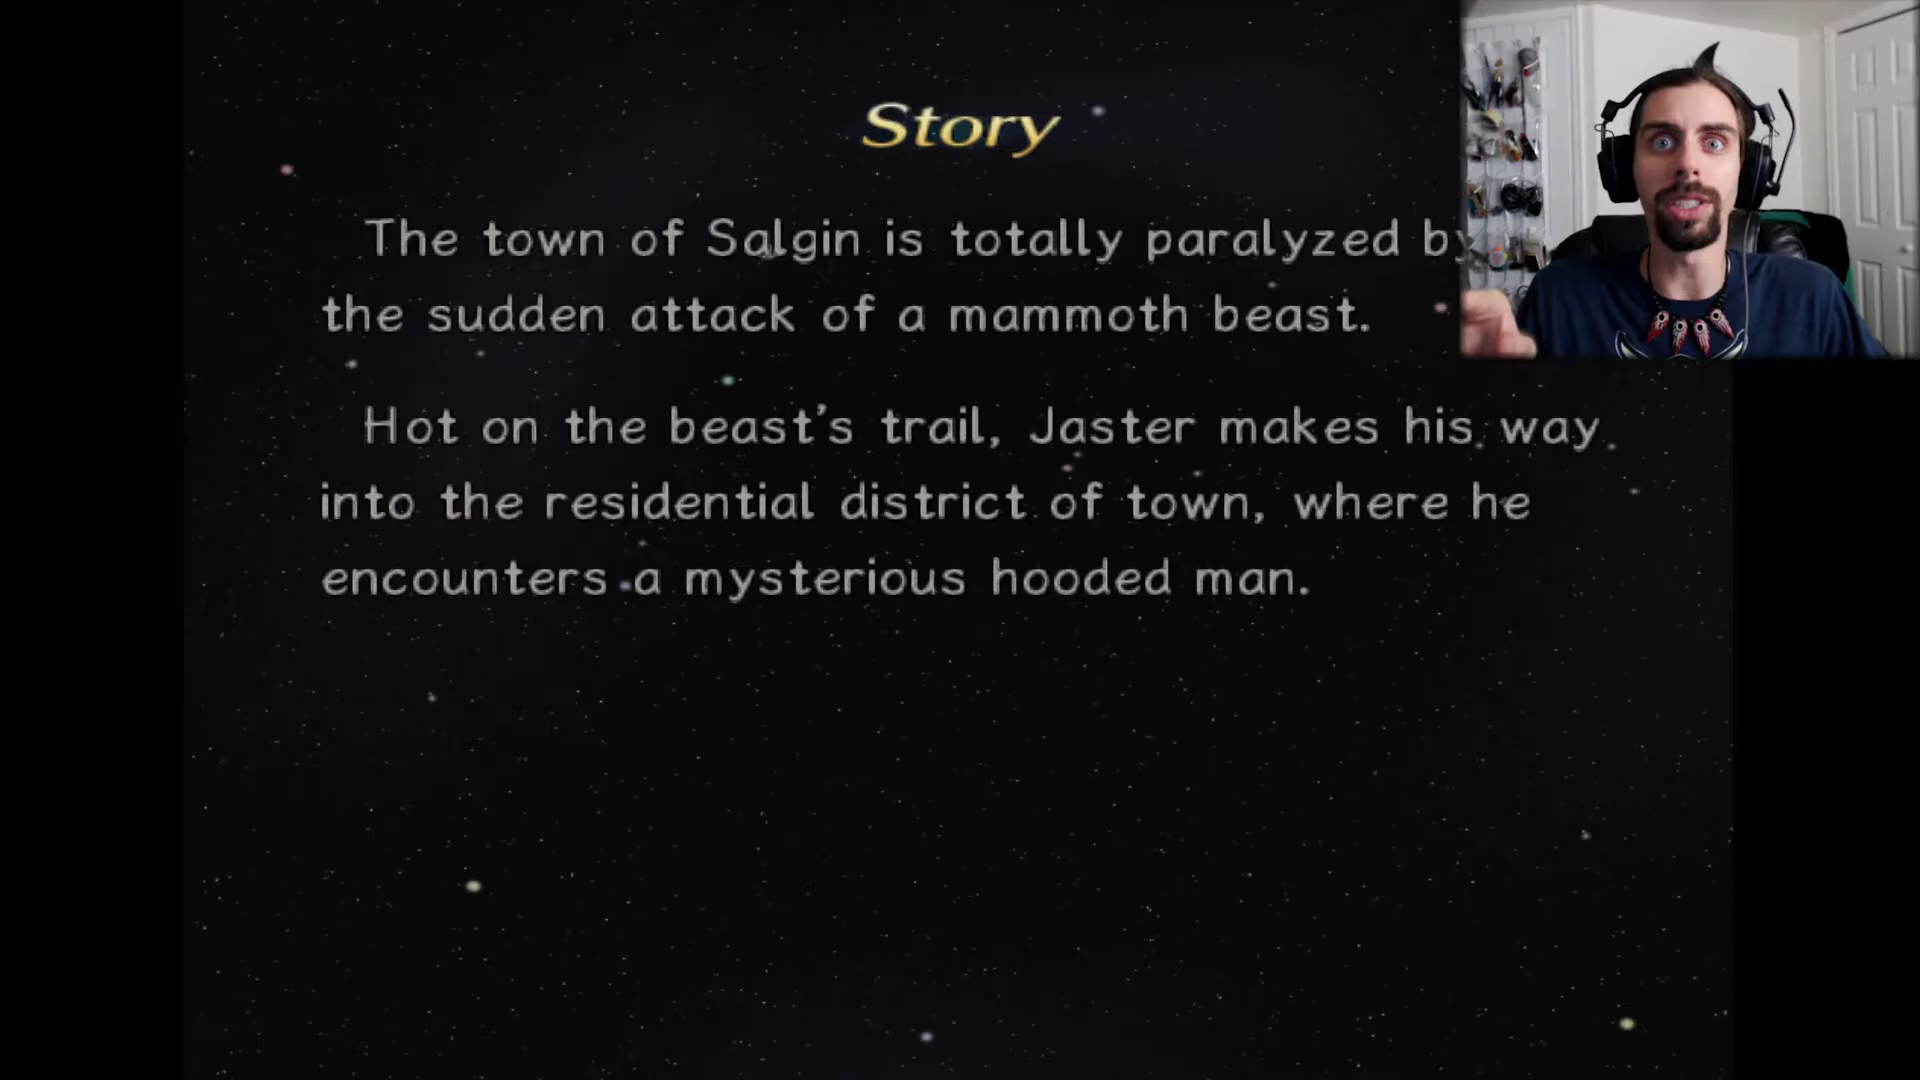 Story
The town of Salgin is totally paralyzed by
the sudden attack of a mammoth beast.
Hot on the beast's trail, Jaster makes his way
into the residential district of town, where he
encounters a mysterious hooded man.